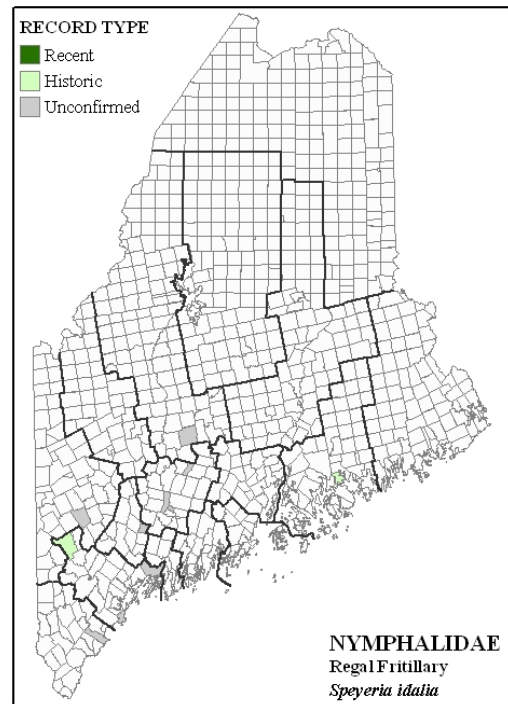 RECORD TYPE
Recent
Historic
Unconfirmed
NYMPHALIDAE
Regal Fritillary
Speyeria idalia